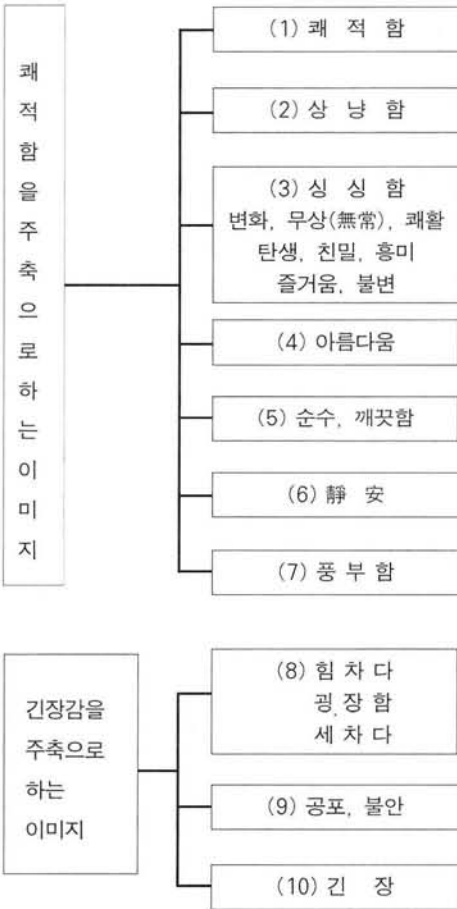 쾌
적
함
을
주
축
으
로
하
는
이
미
지
(1) 쾌 적 함
(2) 상 냥 함
(3) 싱 싱 함
변화, 무상(無常), 쾌활
탄생, 친밀, 흥미
즐거움, 불변
(4) 아름다움
(5) 순수, 깨끗함
(6) 靜 安
(7) 풍 부 함
긴장감을
주축으로
하는
이미지
(8) 힘 차 다
굉 장 함
세 차 다
(9) 공포, 불안
(10) 긴 장